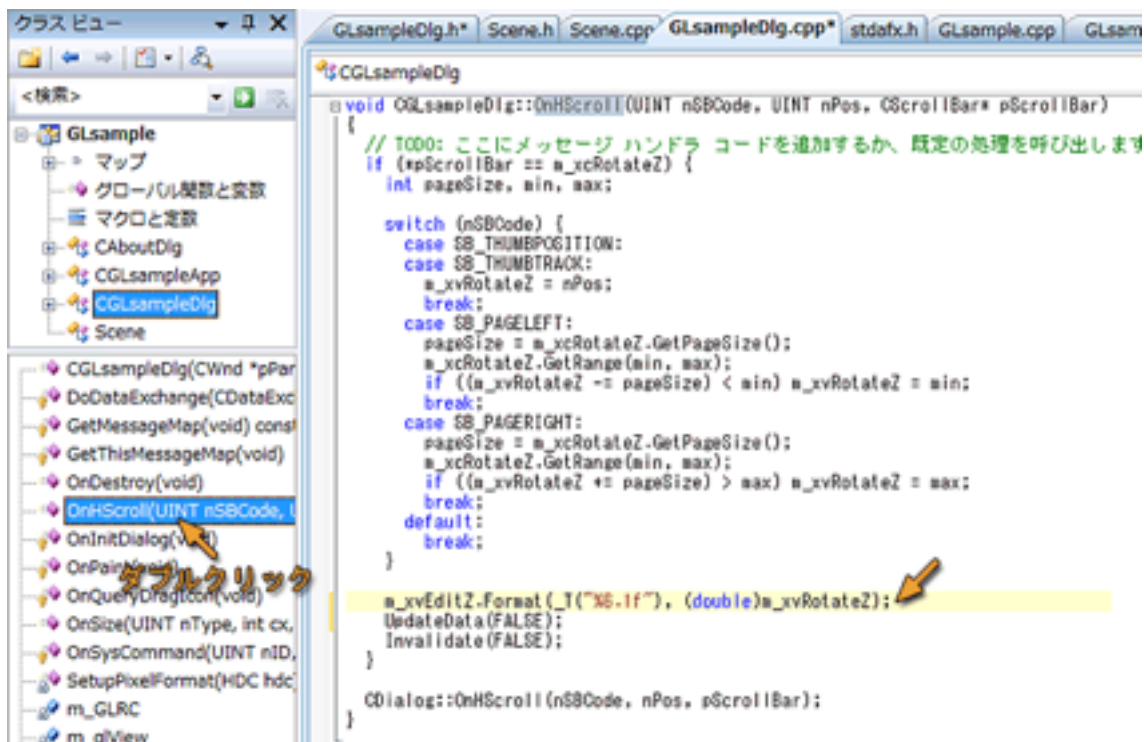 クラス ビュー
<検索>
GLsample
マップ
グローバル関数と変数
マクロと定数
CAboutDlg
CGLsampleApp
CGLsampleDlg
Scene
CGLsampleDlg(CWnd *pPar
DoDataExchange(CDataExc
GetMessageMap(void) const
GetThisMessageMap(void)
OnDestroy(void)
OnHScroll(UINT nSBCode, U
OnInitDialog(void)
OnPaint(void)
ダブルクリック
OnQueryDragIcon(void)
OnSize(UINT nType, int cx,
OnSysCommand(UINT nID,
SetupPixelFormat(HDC hdc
m_GLRC
m_glView
GLsampleDlg.h* Scene.h Scene.cpp GLsampleDlg.cpp* stdafx.h GLsample.cpp GLsam
CGLsampleDlg
void CGLsampleDlg::OnHScroll(UINT nSBCode, UINT nPos, CScrollBar* pScrollBar)
{
// TODO: ここにメッセージ ハンドラ コードを追加するか、既定の処理を呼び出します
if (*pScrollBar == m_xcRotateZ) {
int pageSize, min, max;
switch (nSBCode) {
case SB_THUMBPOSITION:
case SB_THUMBTRACK:
m_xvRotateZ = nPos;
break;
case SB_PAGELEFT:
pageSize = m_xcRotateZ.GetPageSize();
m_xcRotateZ.GetRange(min, max);
if ((m_xvRotateZ -= pageSize) < min) m_xvRotateZ = min;
break;
case SB_PAGERIGHT:
pageSize = m_xcRotateZ.GetPageSize();
m_xcRotateZ.GetRange(min, max);
if ((m_xvRotateZ += pageSize) > max) m_xvRotateZ = max;
break;
default:
break;
}
m_xvEditZ.Format(_T("%6.1f"), (double)m_xvRotateZ);
UpdateData(FALSE);
Invalidate(FALSE);
}
CDialog::OnHScroll(nSBCode, nPos, pScrollBar);
}